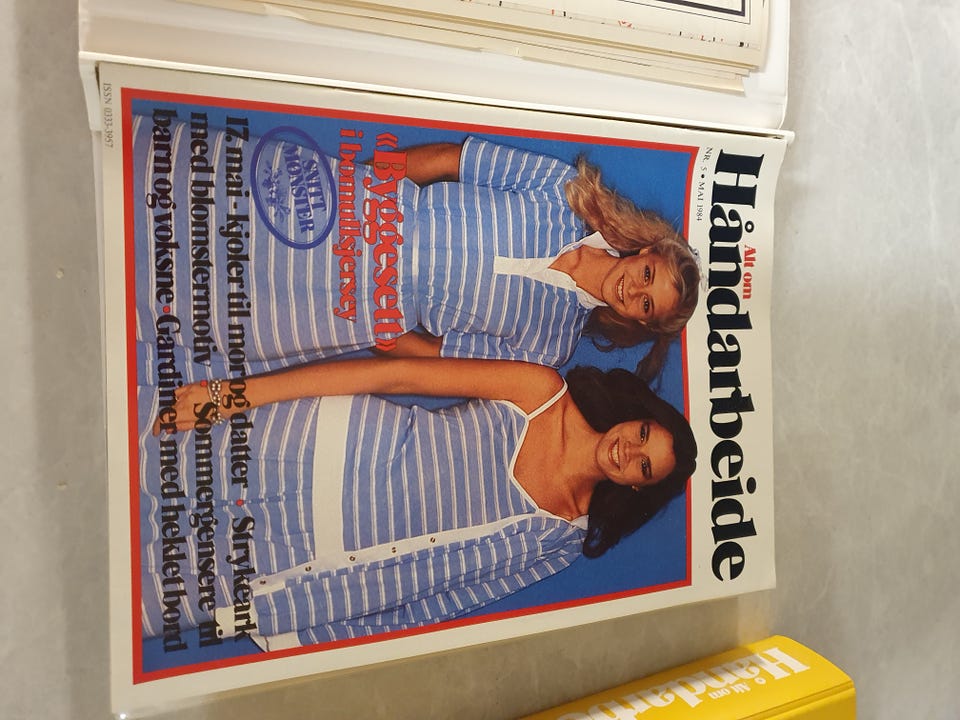 NR. 5 • MAI 1984
Alt om
Håndarbeide
«Byggesett»
i bomullsjersey
SNITT
MØNSTER
17. mai-kjoler til mor og datter • Strykeark
med blomstermotiv • Sommergensere til
barn og voksne • Gardiner med heklet bord
ISSN 0333-3957
Alt om